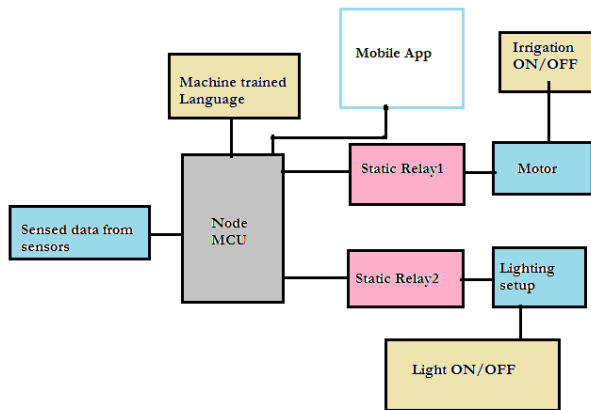 Mobile App
Irrigation
ON/OFF
Machine trained
Language
Static Relay1
Motor
Sensed data from
sensors
Node
MCU
Static Relay2
Lighting
setup
Light ON/OFF